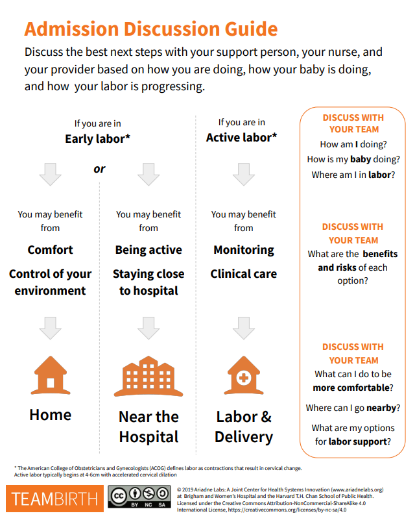 Admission Discussion Guide
Discuss the best next steps with your support person, your nurse, and
your provider based on how you are doing, how your baby is doing,
and how your labor is progressing.
If you are in
Early labor*
or
If you are in
Active labor*
You may benefit
from
Comfort
Control of your
environment
You may benefit
from
Being active
Staying close
to hospital
You may benefit
from
Monitoring
Clinical care
Home
Near the
Hospital
Labor &
Delivery
DISCUSS WITH
YOUR TEAM
How am I doing?
How is my baby doing?
Where am I in labor?
DISCUSS WITH
YOUR TEAM
What are the benefits
and risks of each
option?
DISCUSS WITH
YOUR TEAM
What can I do to be
more comfortable?
Where can I go nearby?
What are my options
for labor support?
* The American College of Obstetricians and Gynecologists (ACOG) defines labor as contractions that result in cervical change.
Active labor typically begins at 4-6cm with accelerated cervical dilation
TEAMBIRTH
cc
BY NC SA
© 2019 Ariadne Labs: A Joint Center for Health Systems Innovation (www.ariadnelabs.org)
at Brigham and Women's Hospital and the Harvard T.H. Chan School of Public Health.
Licensed under the Creative Commons Attribution-NonCommercial-ShareAlike 4.0
International License, https://creativecommons.org/licenses/by-nc-sa/4.0